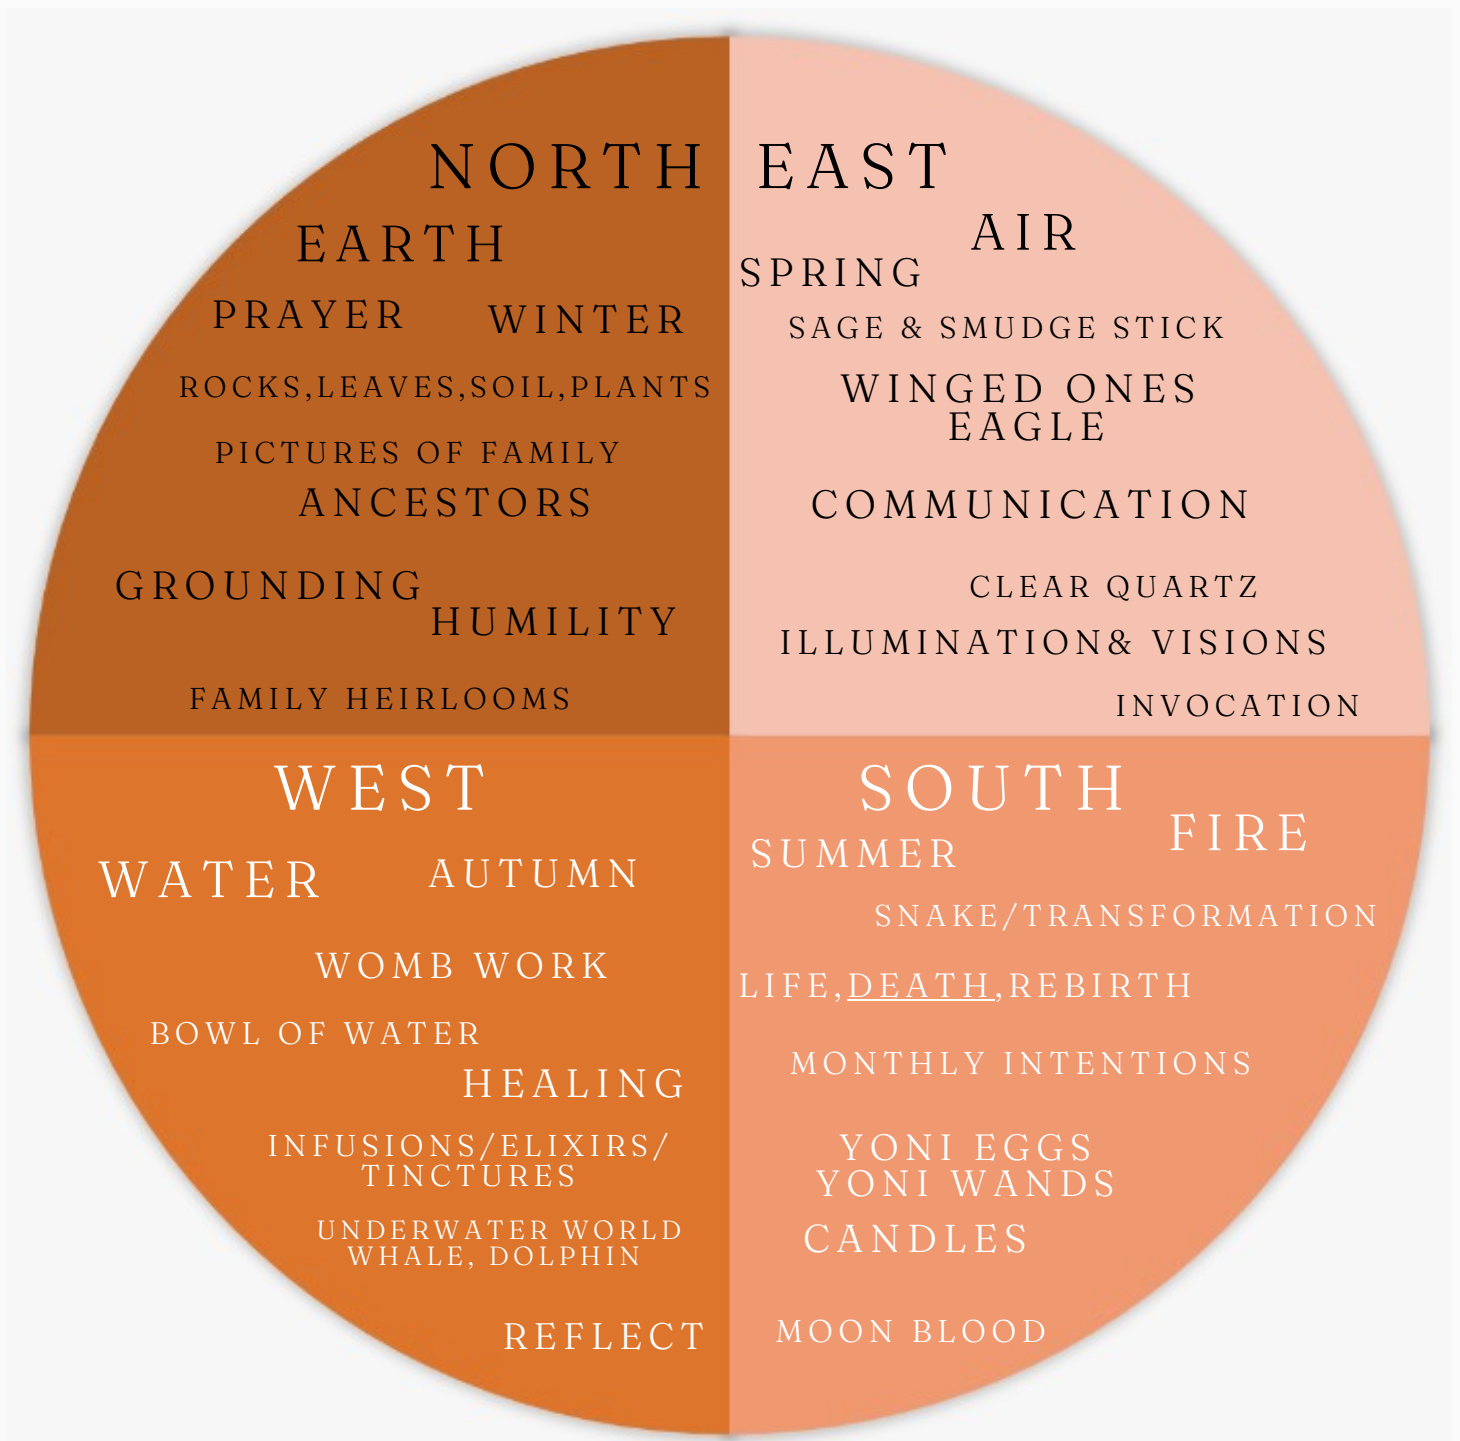 NORTH
EARTH
PRAYER
WINTER
ROCKS,LEAVES,SOIL,PLANTS
PICTURES OF FAMILY
ANCESTORS
GROUNDING
HUMILITY
FAMILY HEIRLOOMS
EAST
AIR
SPRING
SAGE & SMUDGE STICK
WINGED ONES
EAGLE
COMMUNICATION
CLEAR QUARTZ
ILLUMINATION& VISIONS
INVOCATION
WEST
WATER
AUTUMN
WOMB WORK
BOWL OF WATER
HEALING
INFUSIONS/ELIXIRS/
TINCTURES
UNDERWATER WORLD
WHALE, DOLPHIN
REFLECT
SOUTH
FIRE
SUMMER
SNAKE/TRANSFORMATION
LIFE,DEATH,REBIRTH
MONTHLY INTENTIONS
YONI EGGS
YONI WANDS
CANDLES
MOON BLOOD